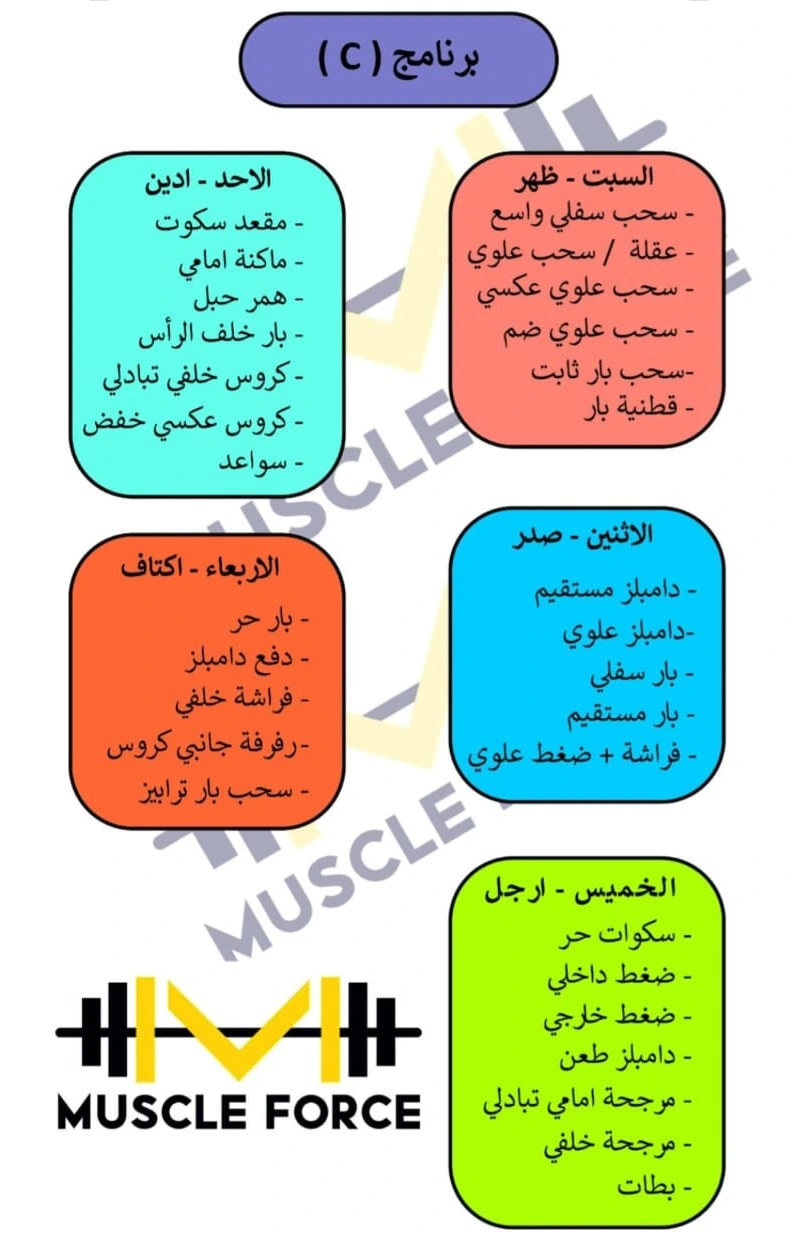 برنامج ( C )
السبت - ظهر
- سحب سفلي واسع
- عقلة / سحب علوي
- سحب علوي عكسي
- سحب علوي ضم
-سحب بار ثابت
- قطنية بار
الاحد - ادين
- مقعد سكوت
- ماكنة امامي
- همر حبل
- بار خلف الرأس
- كروس خلفي تبادلي
- كروس عكسي خفض
- سواعد
الاثنين - صدر
- دامبلز مستقيم
-دامبلز علوي
- بار سفلي
- بار مستقيم
- فراشة + ضغط علوي
الاربعاء - اكتاف
- بار حر
- دفع دامبلز
- فراشة خلفي
-رفرفة جانبي كروس
- سحب بار ترابيز
الخميس - ارجل
- سكوات حر
- ضغط داخلي
- ضغط خارجي
- دامبلز طعن
- مرجحة امامي تبادلي
- مرجحة خلفي
- بطات
MUSCLE FORCE
MUSCLE
MUSCLE